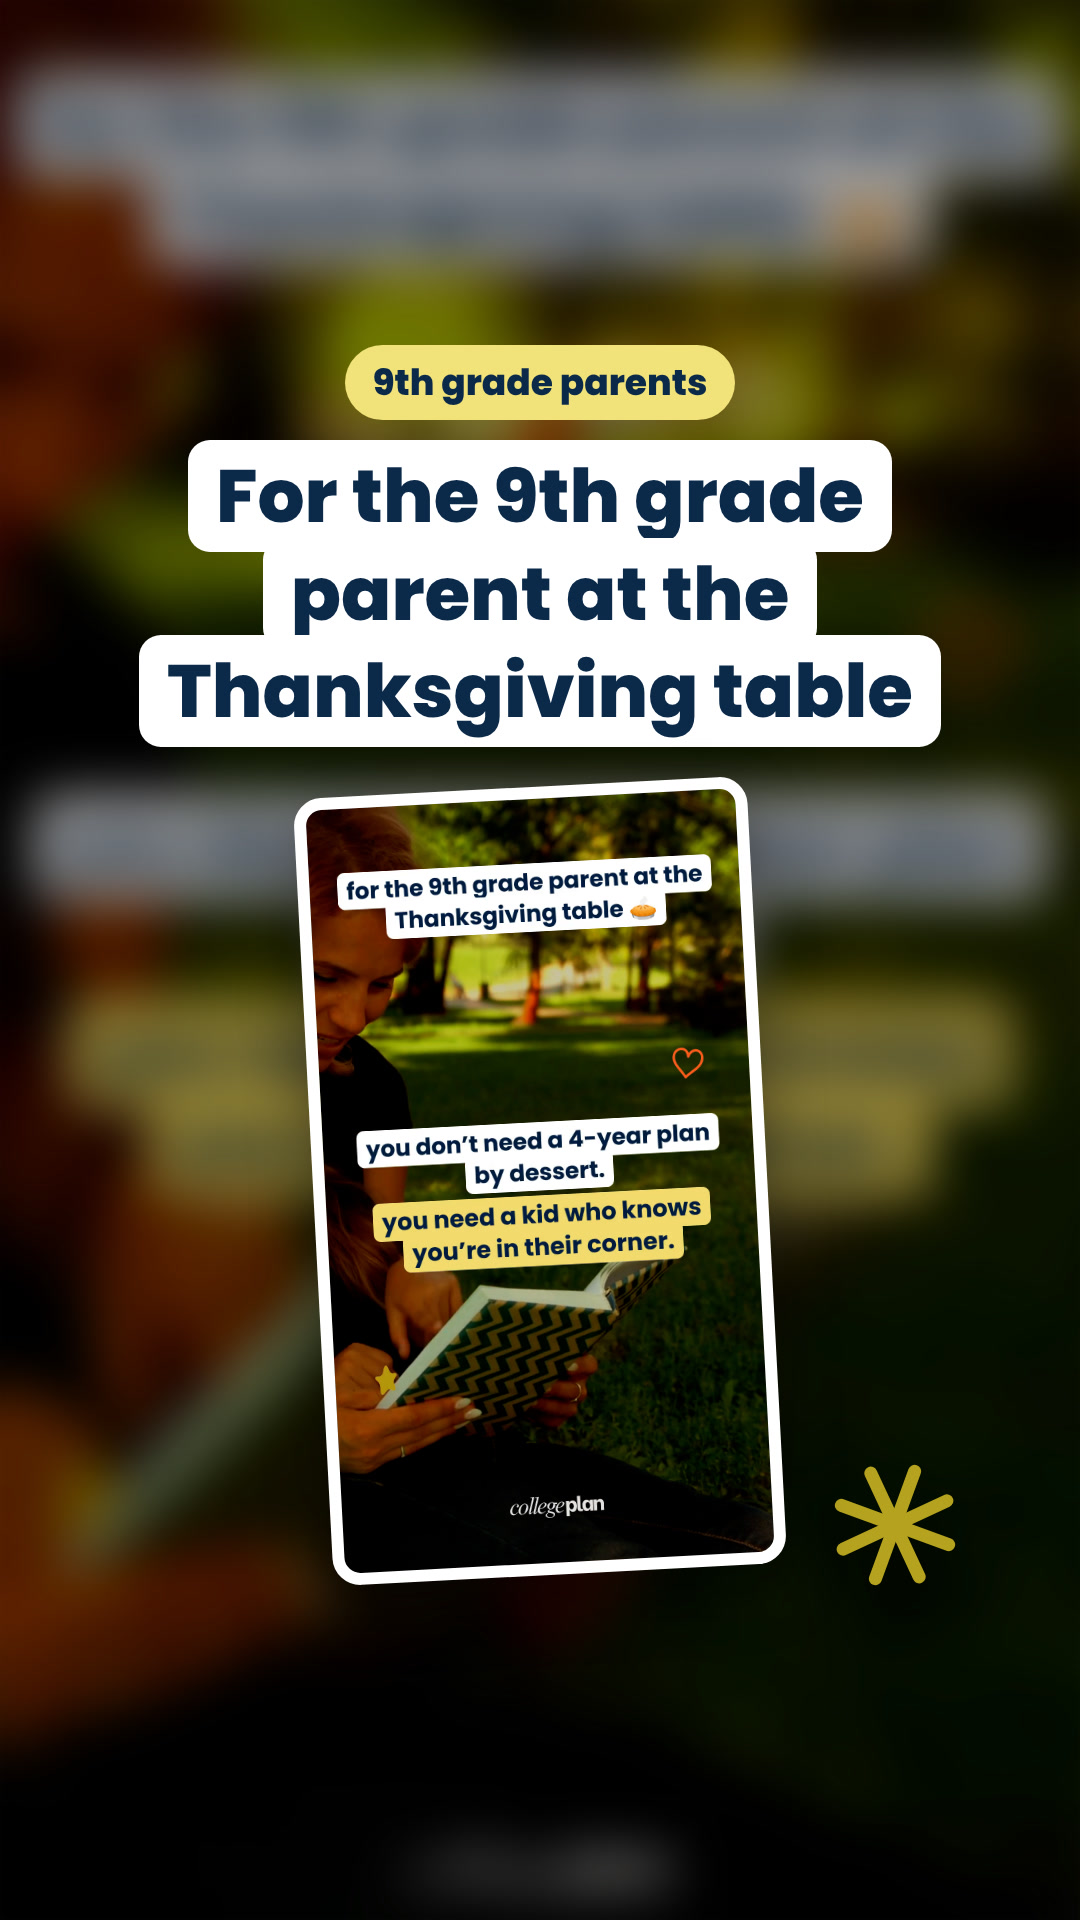 9th grade parents
For the 9th grade
parent at the
Thanksgiving table
for the 9th grade parent at the
Thanksgiving table 🥧
you don’t need a 4-year plan
by dessert.
you need a kid who knows
you’re in their corner.
collegeplan